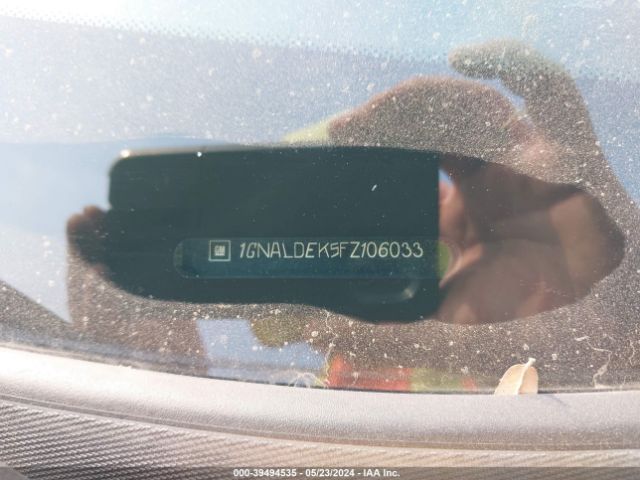 GM 1GNALDEK5FZ106033
000-39494535 - 05/23/2024 - IAA Inc.